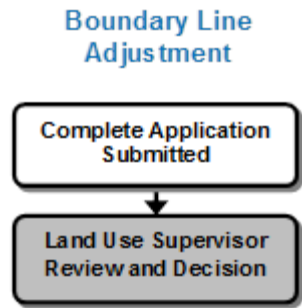 Boundary Line
Adjustment
Complete Application
Submitted
Land Use Supervisor
Review and Decision